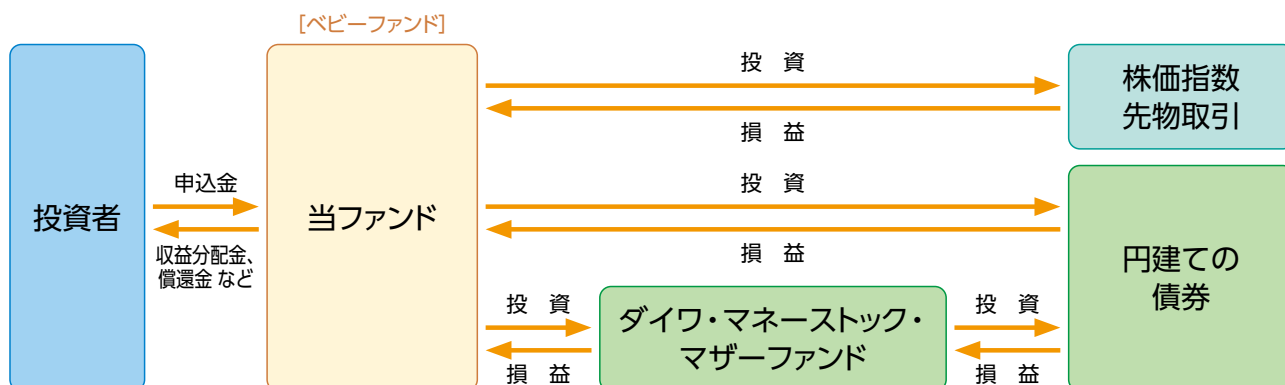 [ベビーファンド]
投資者
申込金
収益分配金、
償還金 など
当ファンド
投 資
損 益
株価指数
先物取引
投 資
損 益
円建ての
債券
投 資
損 益
ダイワ・マネーストック・
マザーファンド
投 資
損 益